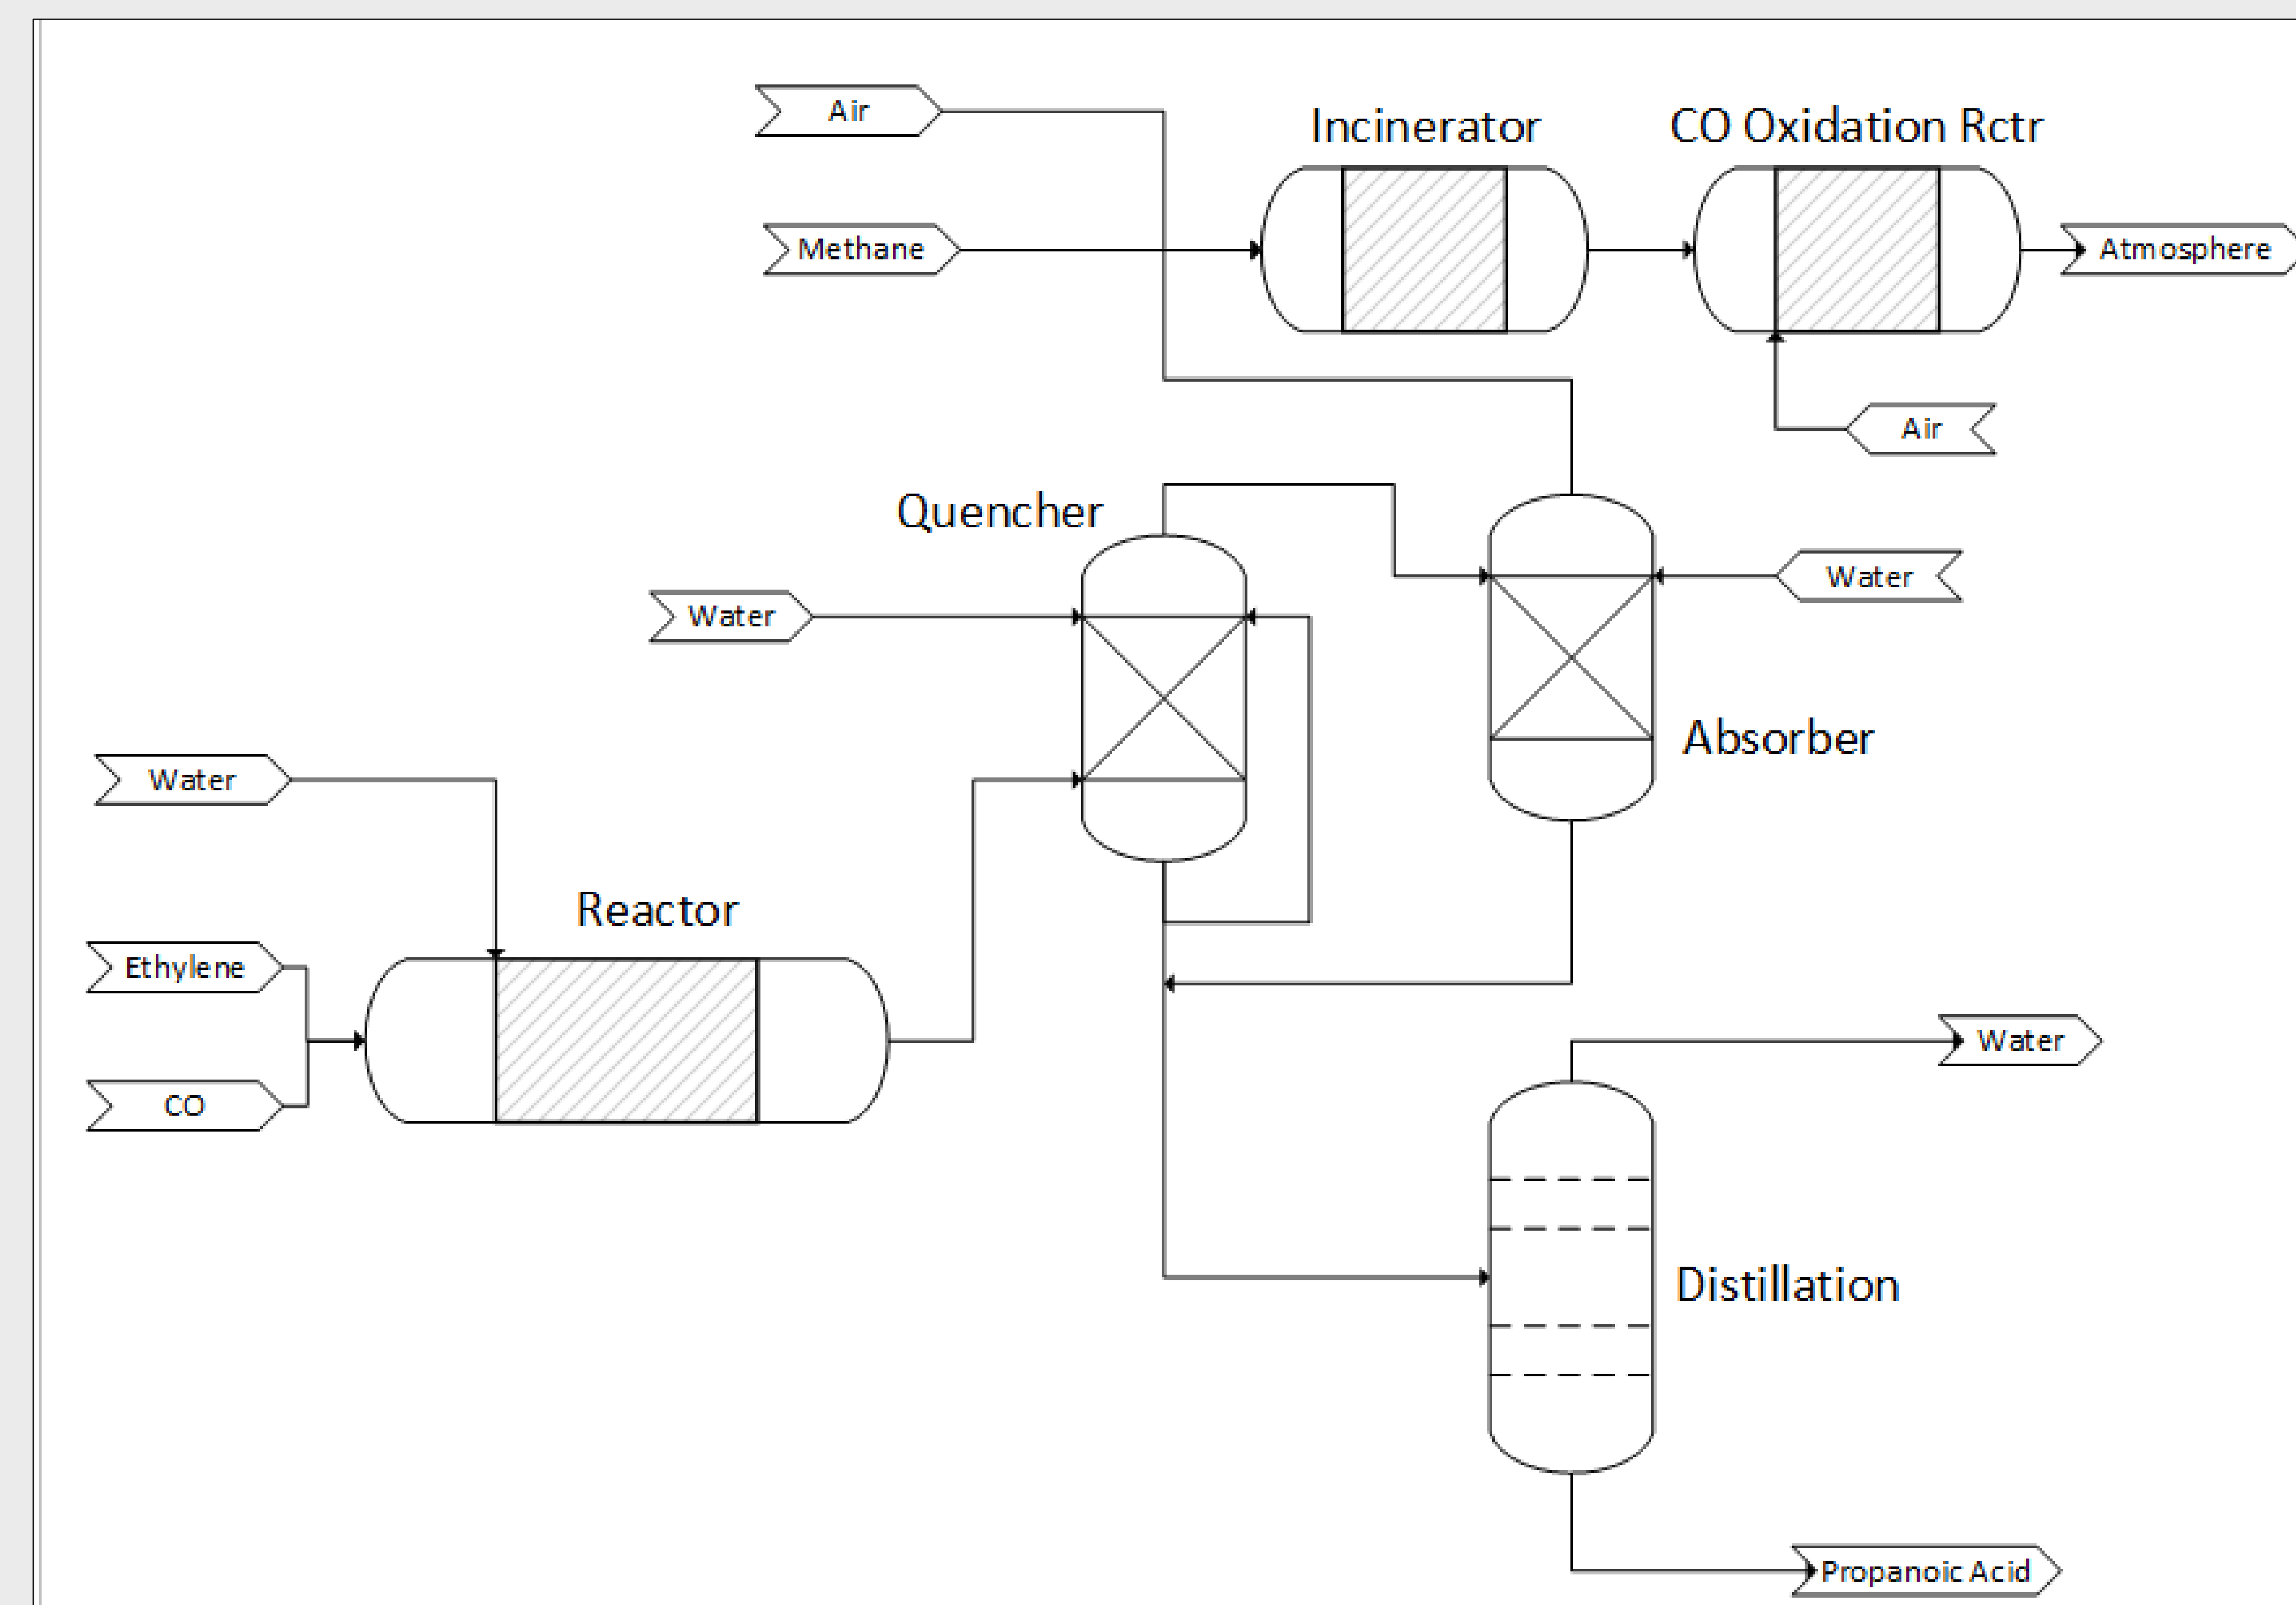 Air
Incinerator
CO Oxidation Rctr
Methane
Atmosphere
Air
Quencher
Water
Water
Absorber
Water
Reactor
Ethylene
Water
CO
Distillation
Propanoic Acid